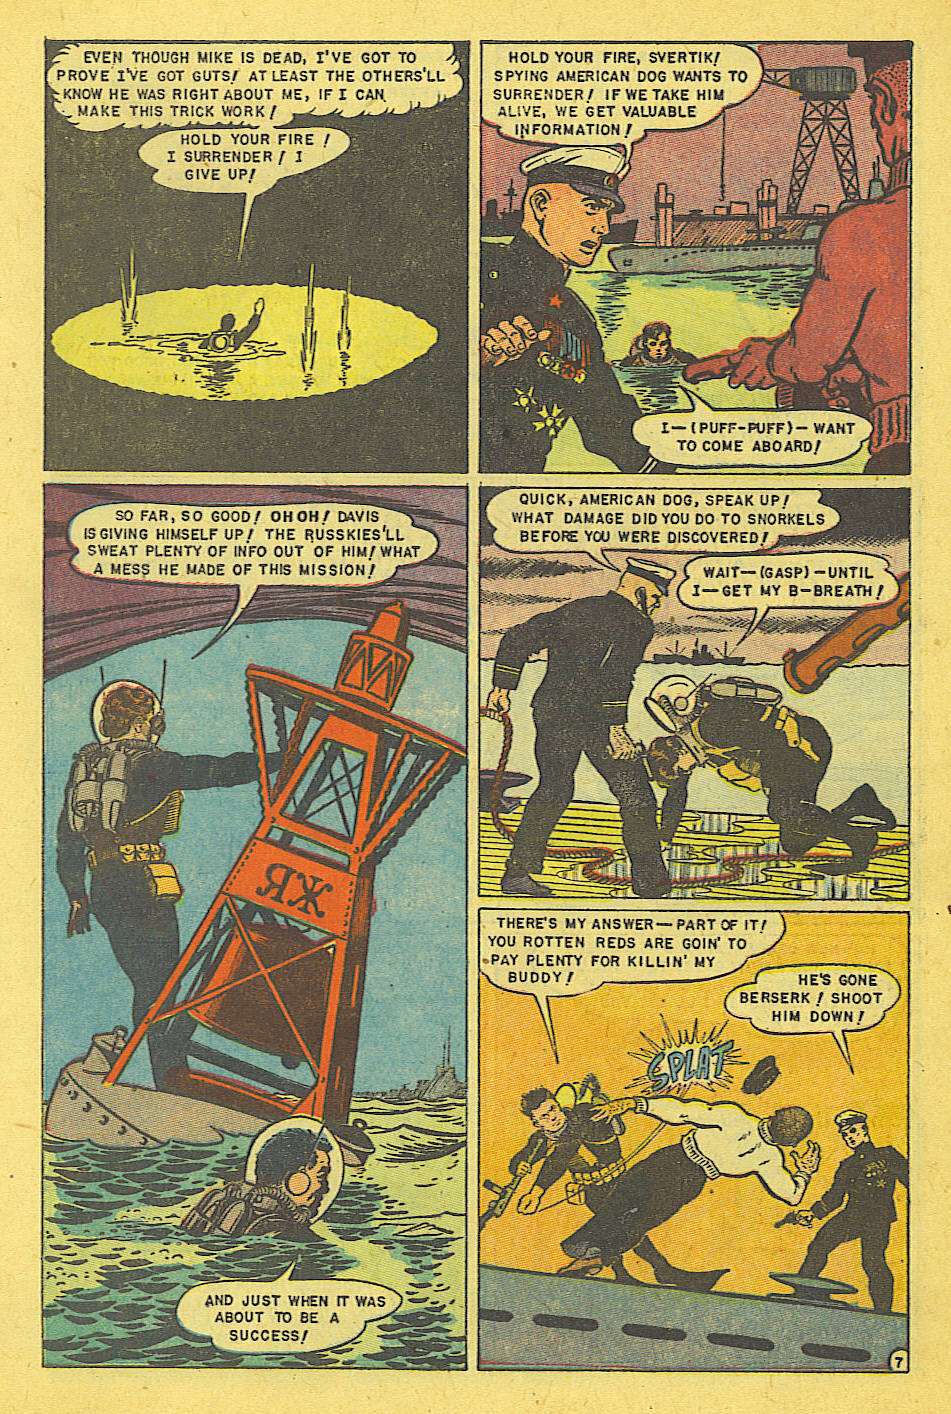 EVEN THOUGH MIKE IS DEAD, I'VE GOT TO
PROVE I'VE GOT GUTS! AT LEAST THE OTHERS'LL
KNOW HE WAS RIGHT ABOUT ME, IF I CAN
MAKE THIS TRICK WORK!
HOLD YOUR FIRE!
I SURRENDER! I
GIVE UP!
HOLD YOUR FIRE, SVERTIK!
SPYING AMERICAN DOG WANTS TO
SURRENDER! IF WE TAKE HIM
ALIVE, WE GET VALUABLE
INFORMATION!
I—(PUFF-PUFF)—WANT
TO COME ABOARD!
SO FAR, SO GOOD! OHOH! DAVIS
IS GIVING HIMSELF UP! THE RUSSKIES'LL
SWEAT PLENTY OF INFO OUT OF HIM! WHAT
A MESS HE MADE OF THIS MISSION!
ЯЖ
AND JUST WHEN IT WAS
ABOUT TO BE A
SUCCESS!
QUICK, AMERICAN DOG, SPEAK UP!
WHAT DAMAGE DID YOU DO TO SNORKELS
BEFORE YOU WERE DISCOVERED!
WAIT—(GASP)—UNTIL
I—GET MY B-BREATH!
THERE'S MY ANSWER—PART OF IT!
YOU ROTTEN REDS ARE GOIN' TO
PAY PLENTY FOR KILLIN' MY
BUDDY!
HE'S GONE
BERSERK! SHOOT
HIM DOWN!
SPLAT
7